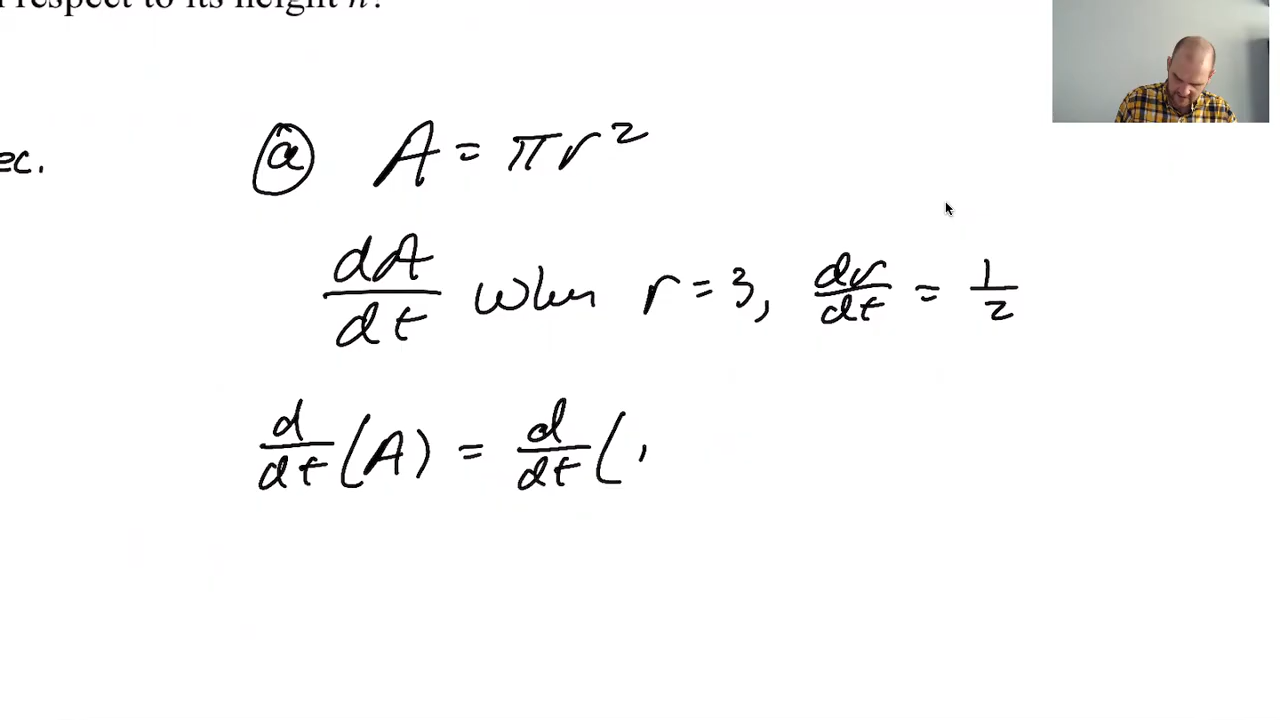 respect to its height h?
ec.
ⓐ A = πr²
dA/dt when r = 3, dr/dt = 1/2
d/dt (A) = d/dt (